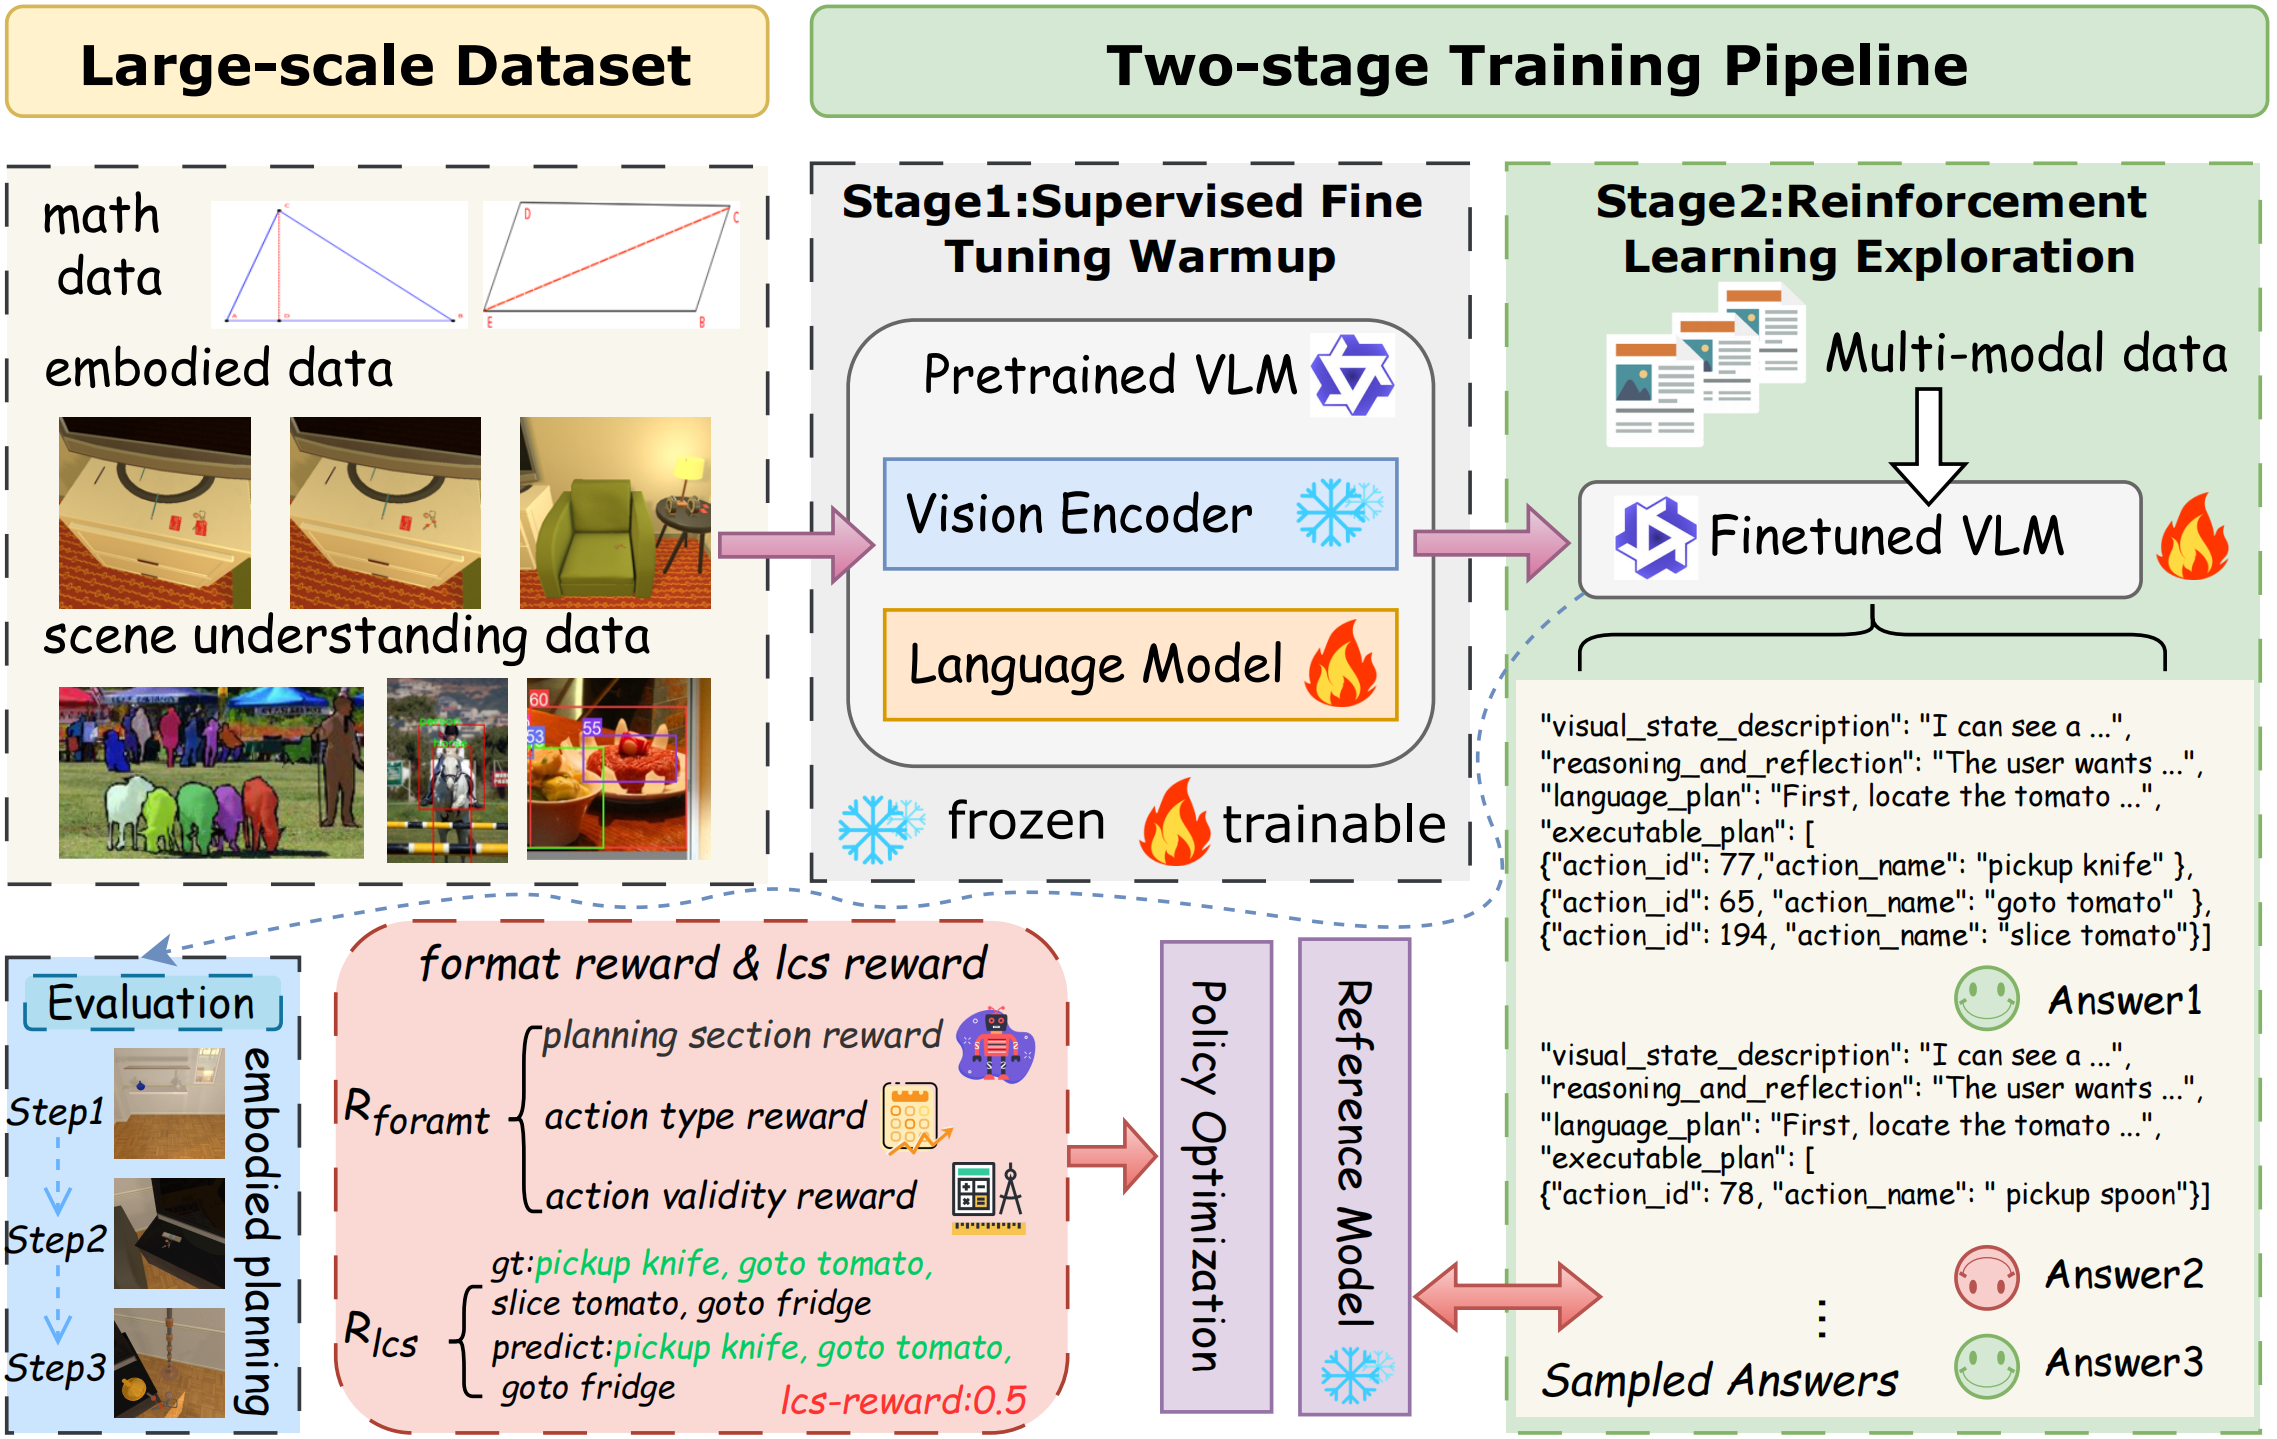 Large-scale Dataset
Two-stage Training Pipeline
math
data
C
A
D
B
D
C
E
B
embodied data
scene understanding data
person
horse
60
53
55
Stage1:Supervised Fine
Tuning Warmup
Pretrained VLM
Vision Encoder
Language Model
frozen
trainable
Stage2:Reinforcement
Learning Exploration
Multi-modal data
Finetuned VLM
"visual_state_description": "I can see a ...",
"reasoning_and_reflection": "The user wants ...",
"language_plan": "First, locate the tomato ...",
"executable_plan": [
{"action_id": 77,"action_name": "pickup knife" },
{"action_id": 65, "action_name": "goto tomato"  },
{"action_id": 194, "action_name": "slice tomato"}]
Answer1
"visual_state_description": "I can see a ...",
"reasoning_and_reflection": "The user wants ...",
"language_plan": "First, locate the tomato ...",
"executable_plan": [
{"action_id": 78, "action_name": " pickup spoon"}]
Answer2
...
Answer3
Sampled Answers
Evaluation
Step1
Step2
Step3
embodied planning
format reward & lcs reward
Rforamt
planning section reward
action type reward
action validity reward
Rlcs
gt:pickup knife, goto tomato,
slice tomato, goto fridge
predict:pickup knife, goto tomato,
goto fridge
lcs-reward:0.5
Policy Optimization
Reference Model